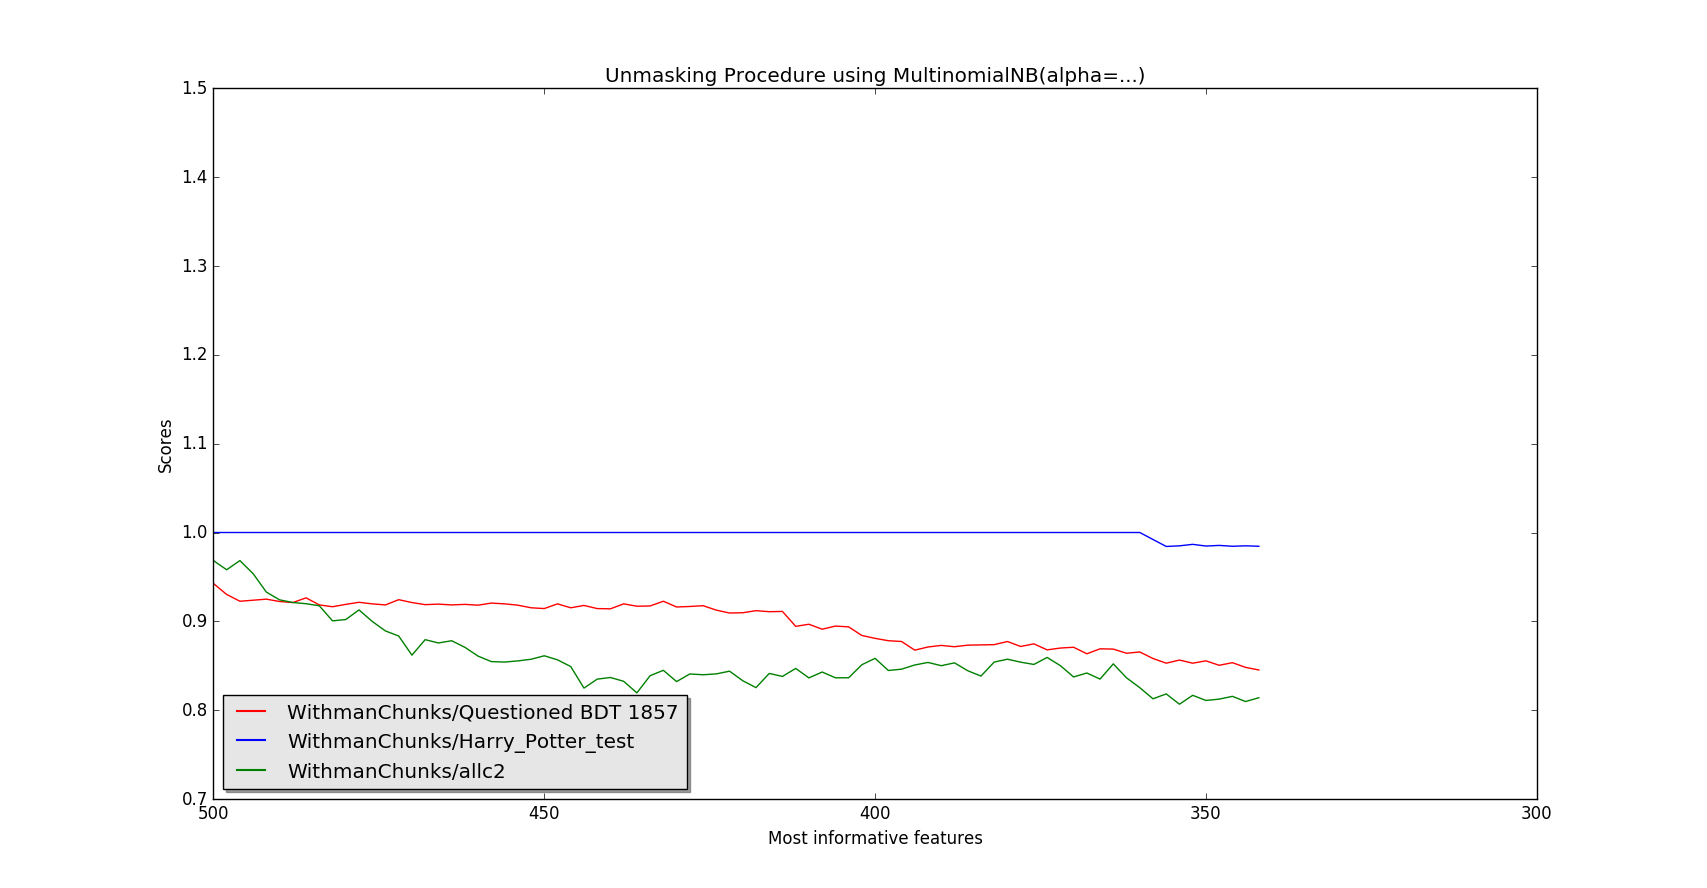 Unmasking Procedure using MultinomialNB(alpha=...)
1.5
1.4
1.3
1.2
1.1
1.0
0.9
0.8
0.7
Scores
WithmanChunks/Questioned BDT 1857
WithmanChunks/Harry_Potter_test
WithmanChunks/allc2
500 450 400 350 300
Most informative features